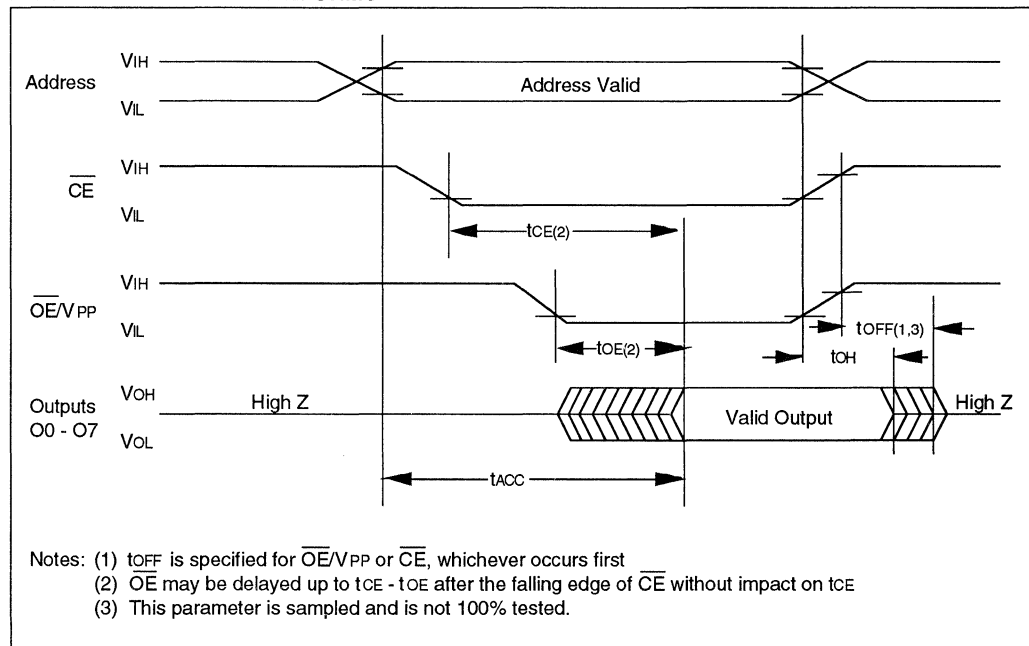 VIH
Address
Address Valid
VIL
VIH
CE
VIL
tCE(2)
VIH
OE/VPP
VIL
tOFF(1,3)
tOE(2)
tOH
VOH
High Z
Outputs
O0 - O7
Valid Output
High Z
VOL
tACC
Notes: (1) tOFF is specified for OE/VPP or CE, whichever occurs first
(2) OE may be delayed up to tCE - tOE after the falling edge of CE without impact on tCE
(3) This parameter is sampled and is not 100% tested.